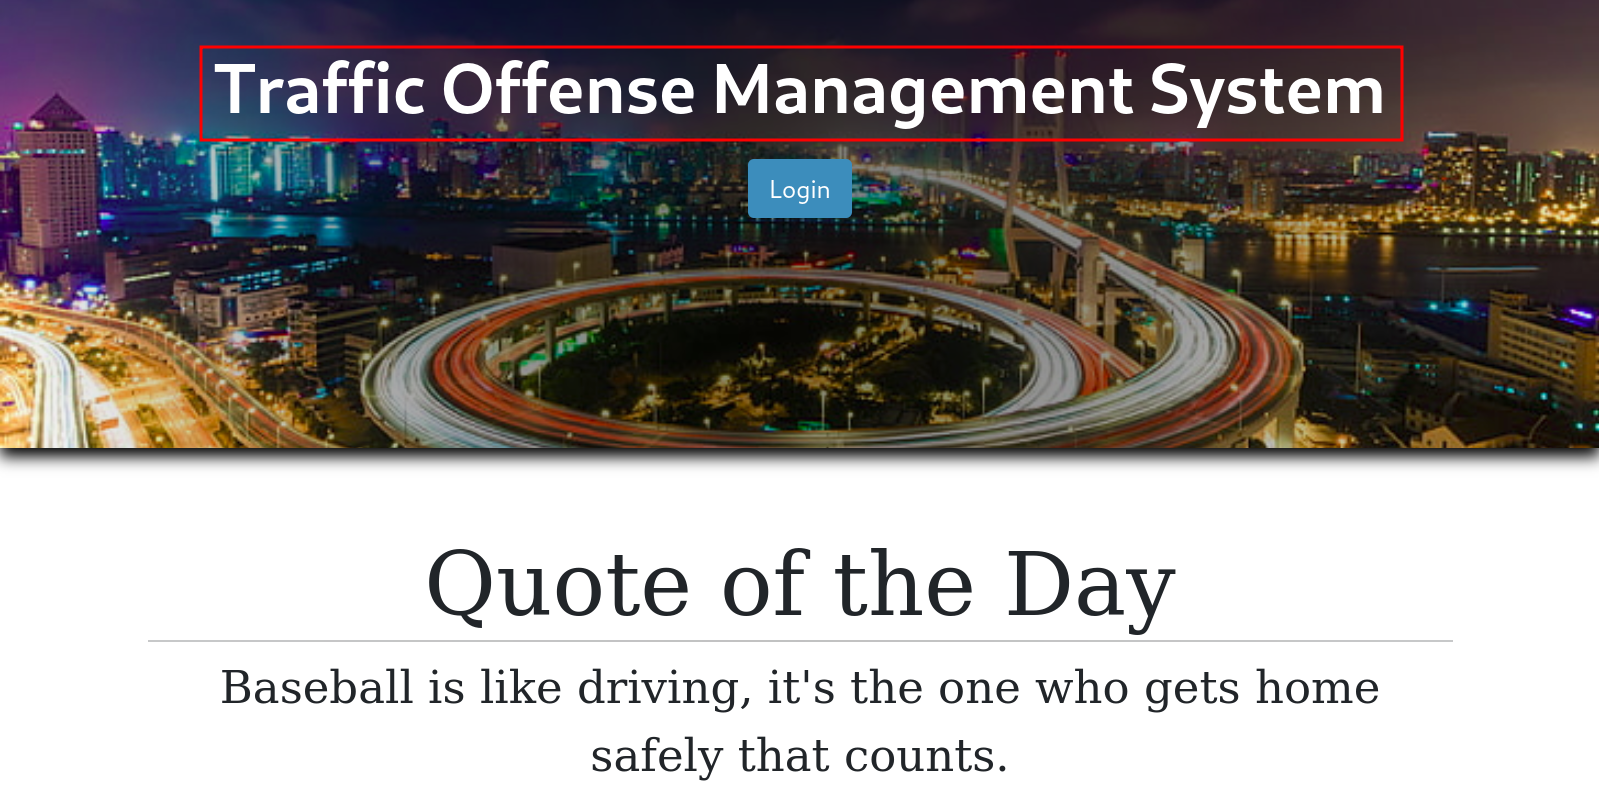 Traffic Offense Management System
Login
Quote of the Day
Baseball is like driving, it's the one who gets home
safely that counts.